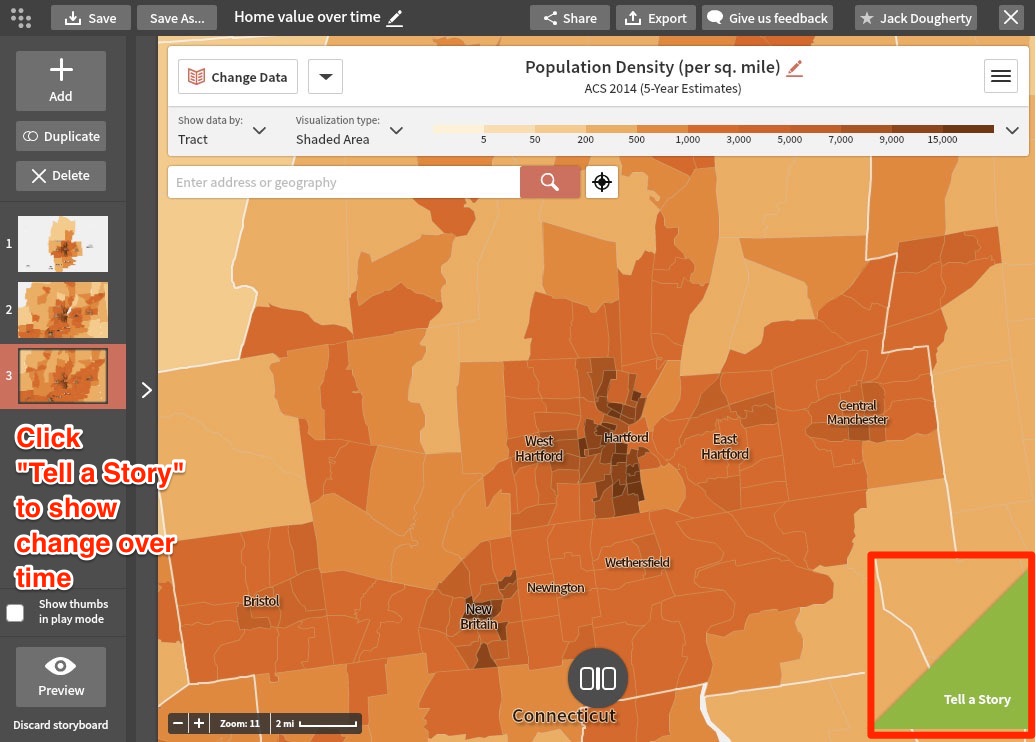 Save
Save As...
Home value over time
Share
Export
Give us feedback
Jack Dougherty
Add
Duplicate
Delete
1
2
3
Click
"Tell a Story"
to show
change over
time
Show thumbs
in play mode
Preview
Discard storyboard
Change Data
Population Density (per sq. mile)
ACS 2014 (5-Year Estimates)
Show data by:
Tract
Visualization type:
Shaded Area
5 50 200 500 1,000 3,000 5,000 7,000 9,000 15,000
Enter address or geography
Central
Manchester
West
Hartford
Hartford
East
Hartford
Wethersfield
Newington
Bristol
New
Britain
Connecticut
Zoom: 11
2 mi
Tell a Story